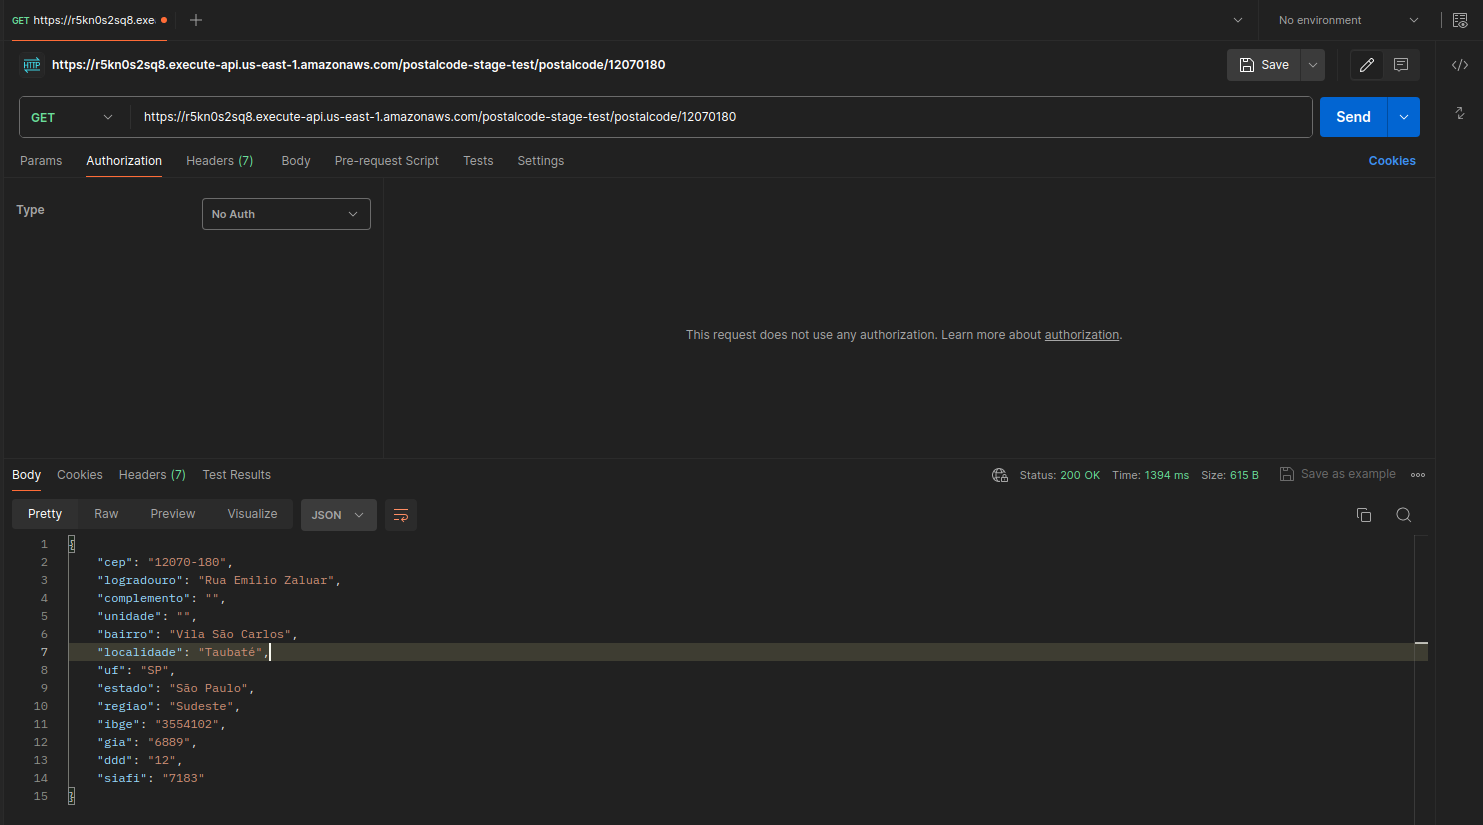 GET https://r5kn0s2sq8.exe
No environment
HTTP https://r5kn0s2sq8.execute-api.us-east-1.amazonaws.com/postalcode-stage-test/postalcode/12070180
Save
GET https://r5kn0s2sq8.execute-api.us-east-1.amazonaws.com/postalcode-stage-test/postalcode/12070180
Send
Params Authorization Headers (7) Body Pre-request Script Tests Settings Cookies
Type No Auth
This request does not use any authorization. Learn more about authorization.
Body Cookies Headers (7) Test Results Status: 200 OK Time: 1394 ms Size: 615 B Save as example
Pretty Raw Preview Visualize JSON
1 {
2 "cep": "12070-180",
3 "logradouro": "Rua Emilio Zaluar",
4 "complemento": "",
5 "unidade": "",
6 "bairro": "Vila São Carlos",
7 "localidade": "Taubaté",
8 "uf": "SP",
9 "estado": "São Paulo",
10 "regiao": "Sudeste",
11 "ibge": "3554102",
12 "gia": "6889",
13 "ddd": "12",
14 "siafi": "7183"
15 }